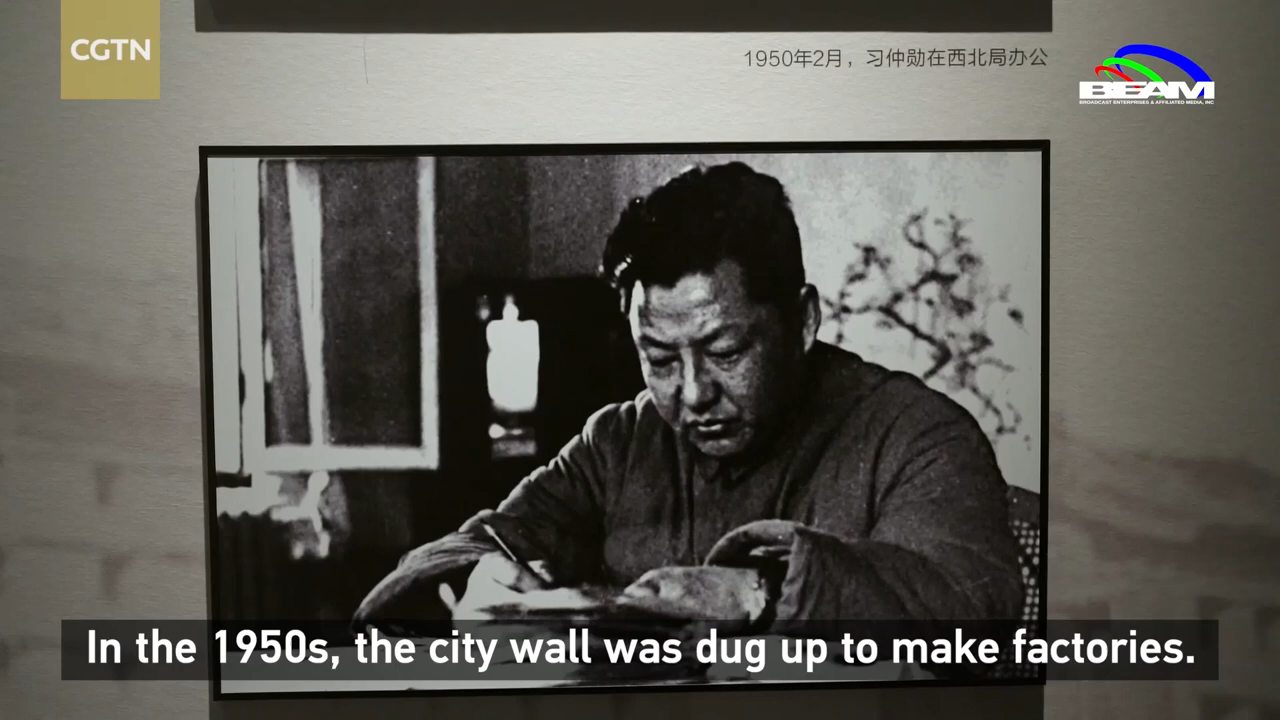 CGTN
1950年2月，习仲勋在西北局办公
BEAM
BROADCAST ENTERPRISES & AFFILIATED MEDIA, INC
In the 1950s, the city wall was dug up to make factories.